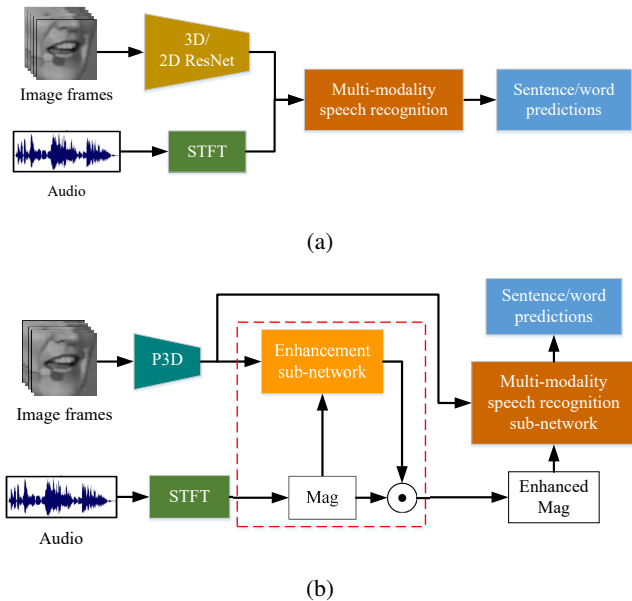 3D/
2D ResNet
Image frames
Multi-modality
speech recognition
Sentence/word
predictions
STFT
Audio
(a)
Sentence/word
predictions
P3D
Enhancement
sub-network
Multi-modality
speech recognition
sub-network
Image frames
STFT
Mag
Enhanced
Mag
Audio
(b)